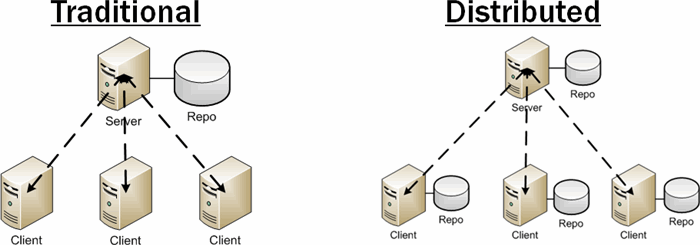 Traditional
Distributed
Server
Repo
Client
Client
Client
Server
Repo
Client
Repo
Client
Repo
Client
Repo